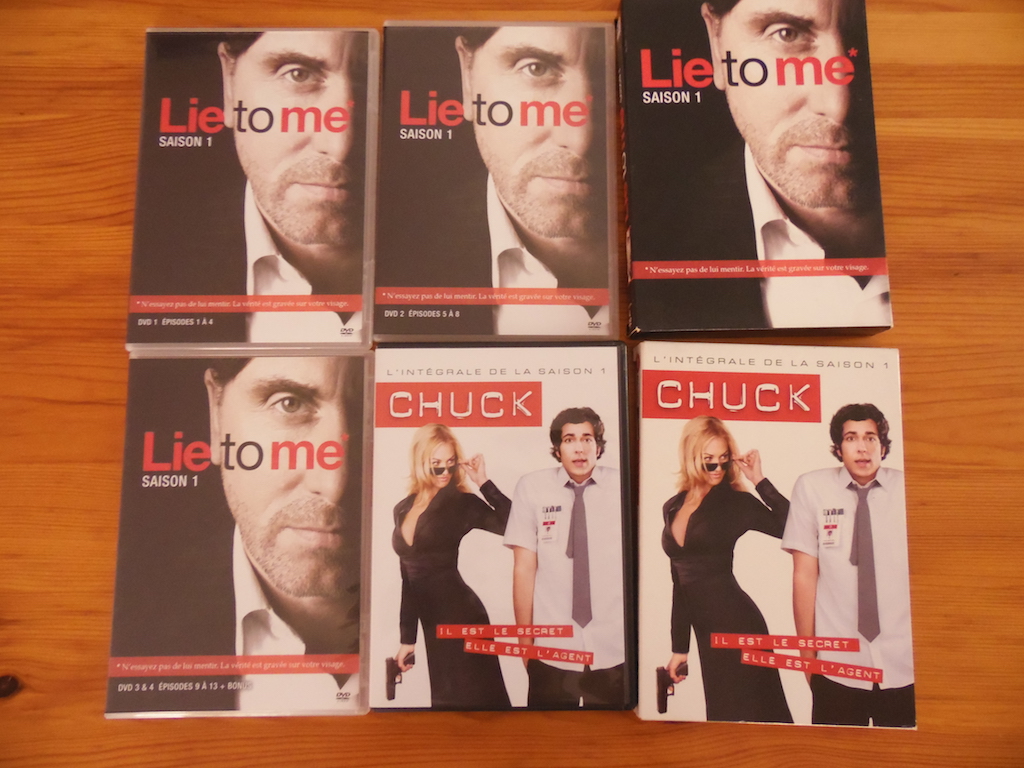 Lie to me*
SAISON 1
* N'essayez pas de lui mentir. La vérité est gravée sur votre visage.
DVD 1 ÉPISODES 1 À 4
DVD
Lie to me*
SAISON 1
* N'essayez pas de lui mentir. La vérité est gravée sur votre visage.
DVD 2 ÉPISODES 5 À 8
DVD
Lie to me*
SAISON 1
* N'essayez pas de lui mentir. La vérité est gravée sur votre visage.
Lie to me*
SAISON 1
* N'essayez pas de lui mentir. La vérité est gravée sur votre visage.
DVD 3 & 4 ÉPISODES 9 À 13 + BONUS
DVD
L'INTÉGRALE DE LA SAISON 1
CHUCK
IL EST LE SECRET
ELLE EST L'AGENT
L'INTÉGRALE DE LA SAISON 1
CHUCK
IL EST LE SECRET
ELLE EST L'AGENT